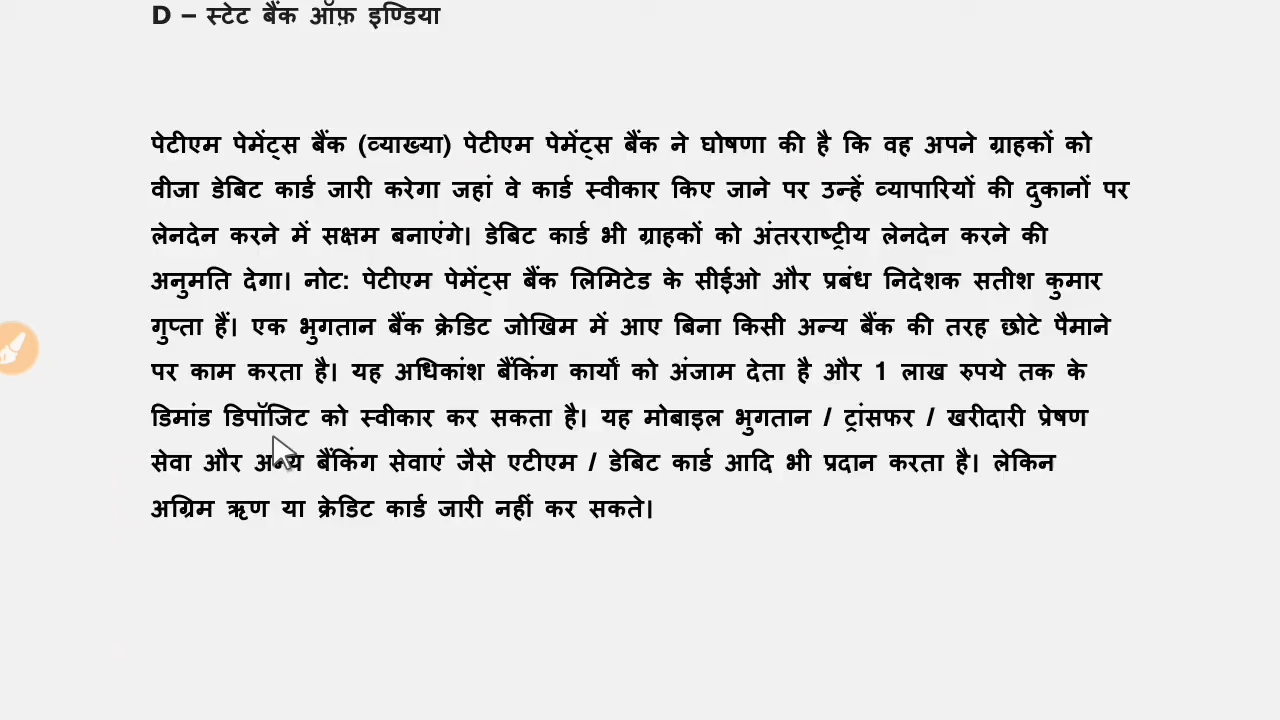 D – स्टेट बैंक ऑफ़ इण्डिया
पेटीएम पेमेंट्स बैंक (व्याख्या) पेटीएम पेमेंट्स बैंक ने घोषणा की है कि वह अपने ग्राहकों को
वीजा डेबिट कार्ड जारी करेगा जहां वे कार्ड स्वीकार किए जाने पर उन्हें व्यापारियों की दुकानों पर
लेनदेन करने में सक्षम बनाएंगे। डेबिट कार्ड भी ग्राहकों को अंतरराष्ट्रीय लेनदेन करने की
अनुमति देगा। नोट: पेटीएम पेमेंट्स बैंक लिमिटेड के सीईओ और प्रबंध निदेशक सतीश कुमार
गुप्ता हैं। एक भुगतान बैंक क्रेडिट जोखिम में आए बिना किसी अन्य बैंक की तरह छोटे पैमाने
पर काम करता है। यह अधिकांश बैंकिंग कार्यों को अंजाम देता है और 1 लाख रुपये तक के
डिमांड डिपॉजिट को स्वीकार कर सकता है। यह मोबाइल भुगतान / ट्रांसफर / खरीदारी प्रेषण
सेवा और अन्य बैंकिंग सेवाएं जैसे एटीएम / डेबिट कार्ड आदि भी प्रदान करता है। लेकिन
अग्रिम ऋण या क्रेडिट कार्ड जारी नहीं कर सकते।